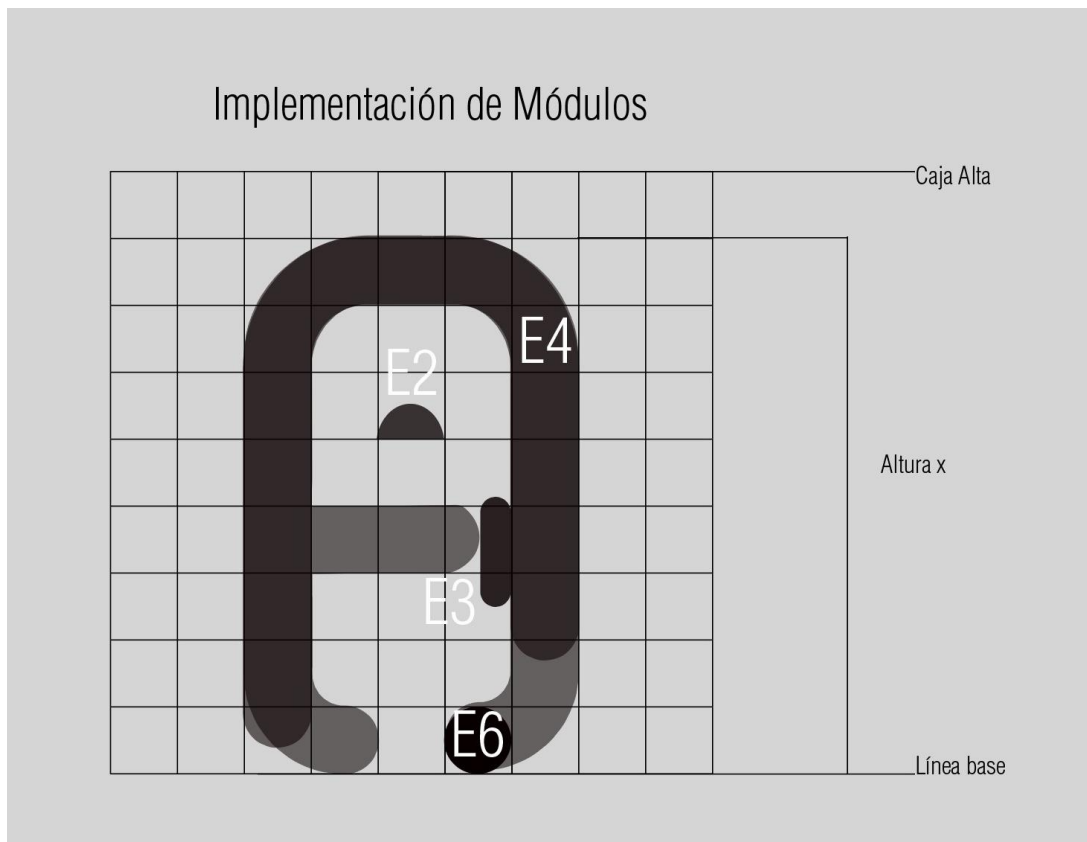 Implementación de Módulos
Caja Alta
E4
E2
Altura x
E3
E6
Línea base